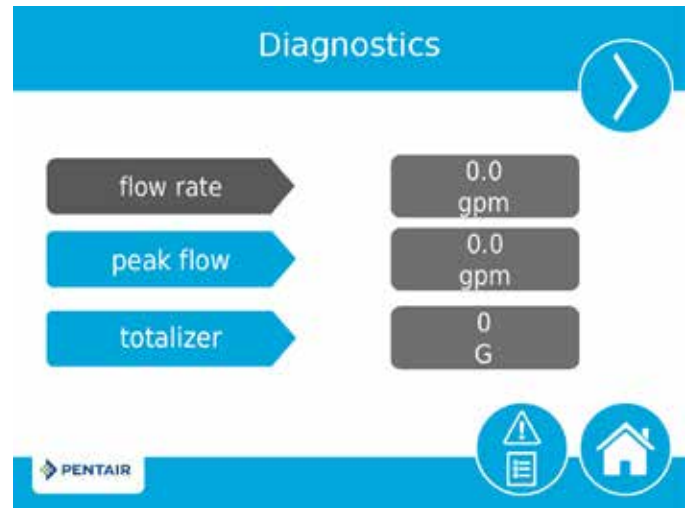 Diagnostics
flow rate
0.0
gpm
peak flow
0.0
gpm
totalizer
0
G
PENTAIR